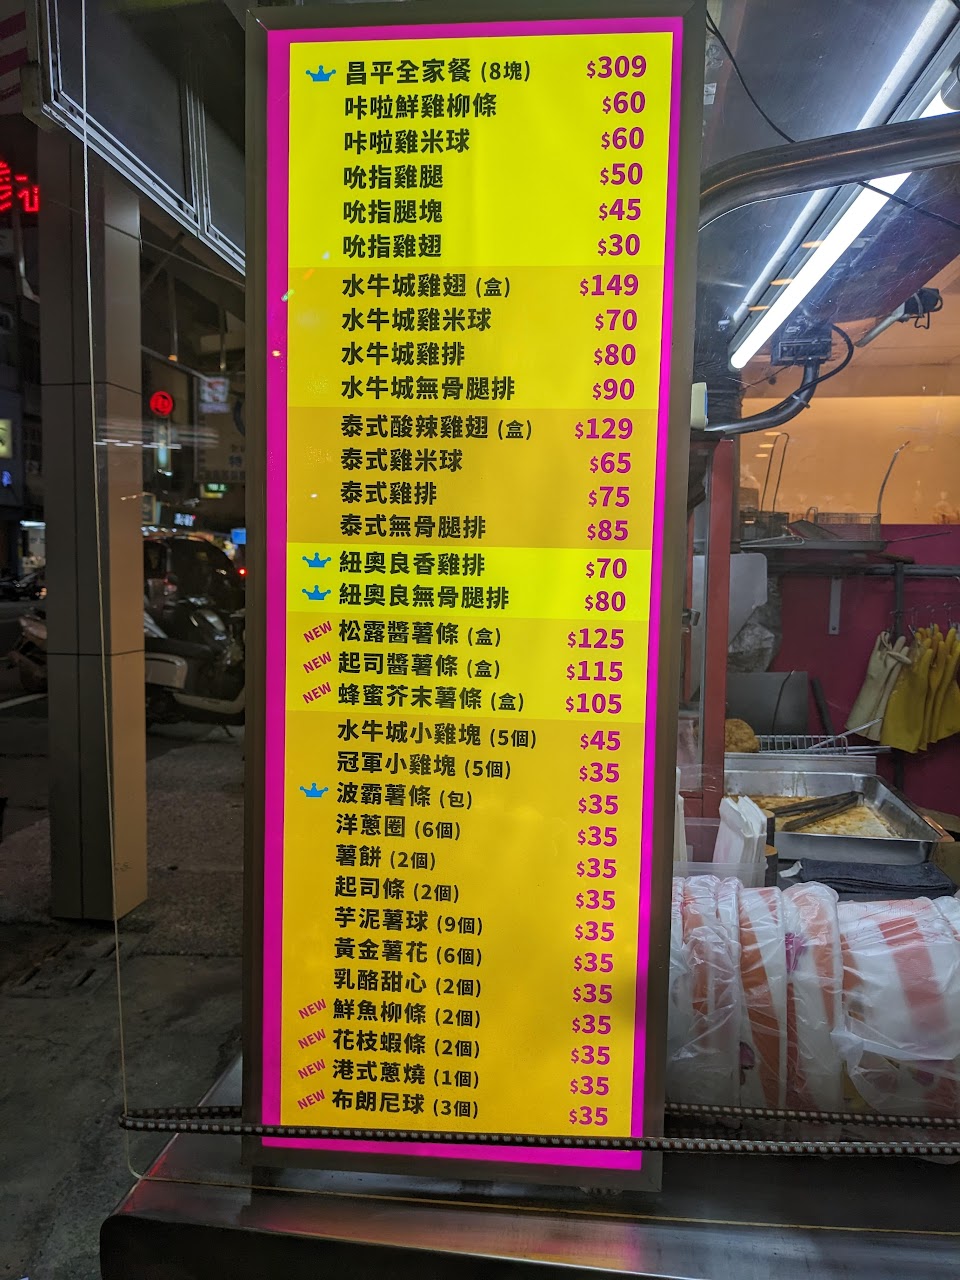 昌平全家餐 (8塊) $309
咔啦鮮雞柳條 $60
咔啦雞米球 $60
吮指雞腿 $50
吮指腿塊 $45
吮指雞翅 $30
水牛城雞翅 (盒) $149
水牛城雞米球 $70
水牛城雞排 $80
水牛城無骨腿排 $90
泰式酸辣雞翅 (盒) $129
泰式雞米球 $65
泰式雞排 $75
泰式無骨腿排 $85
紐奧良香雞排 $70
紐奧良無骨腿排 $80
NEW 松露醬薯條 (盒) $125
NEW 起司醬薯條 (盒) $115
NEW 蜂蜜芥末薯條 (盒) $105
水牛城小雞塊 (5個) $45
冠軍小雞塊 (5個) $35
波霸薯條 (包) $35
洋蔥圈 (6個) $35
薯餅 (2個) $35
起司條 (2個) $35
芋泥薯球 (9個) $35
黃金薯花 (6個) $35
乳酪甜心 (2個) $35
NEW 鮮魚柳條 (2個) $35
NEW 花枝蝦條 (2個) $35
NEW 港式蔥燒 (1個) $35
NEW 布朗尼球 (3個) $35